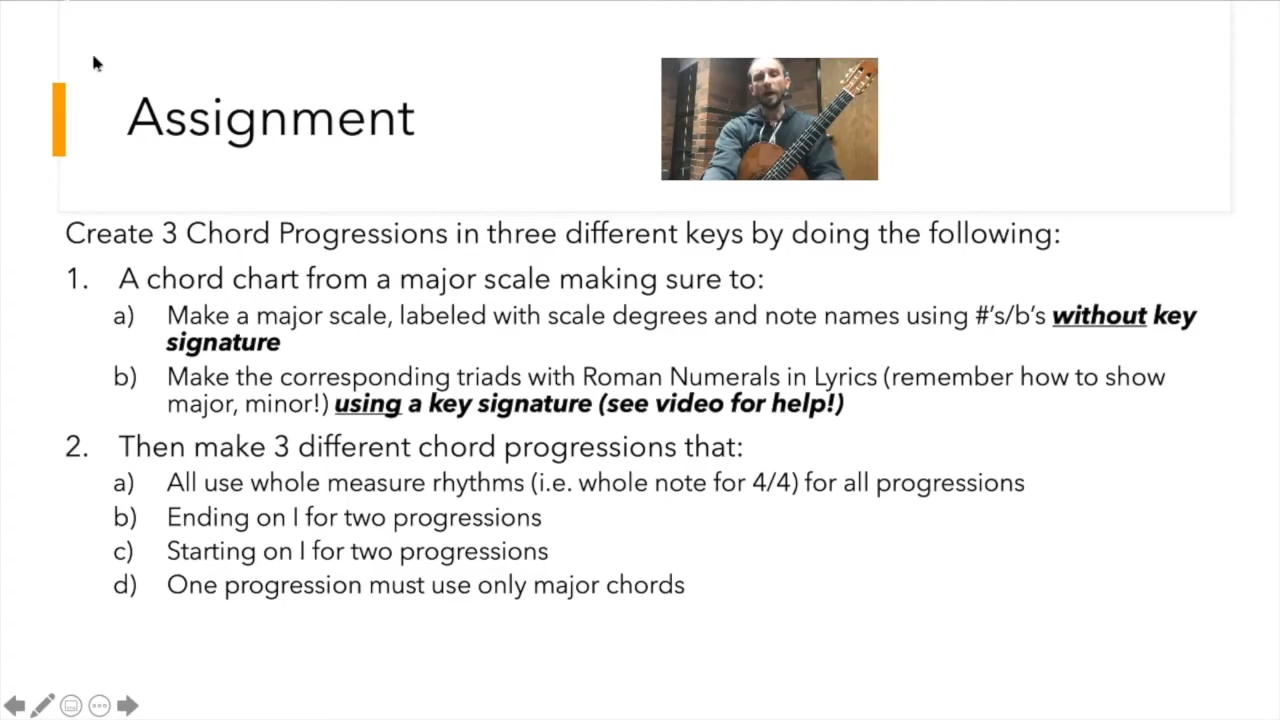 Assignment
Create 3 Chord Progressions in three different keys by doing the following:
1. A chord chart from a major scale making sure to:
a) Make a major scale, labeled with scale degrees and note names using #'s/b's without key
signature
b) Make the corresponding triads with Roman Numerals in Lyrics (remember how to show
major, minor!) using a key signature (see video for help!)
2. Then make 3 different chord progressions that:
a) All use whole measure rhythms (i.e. whole note for 4/4) for all progressions
b) Ending on I for two progressions
c) Starting on I for two progressions
d) One progression must use only major chords